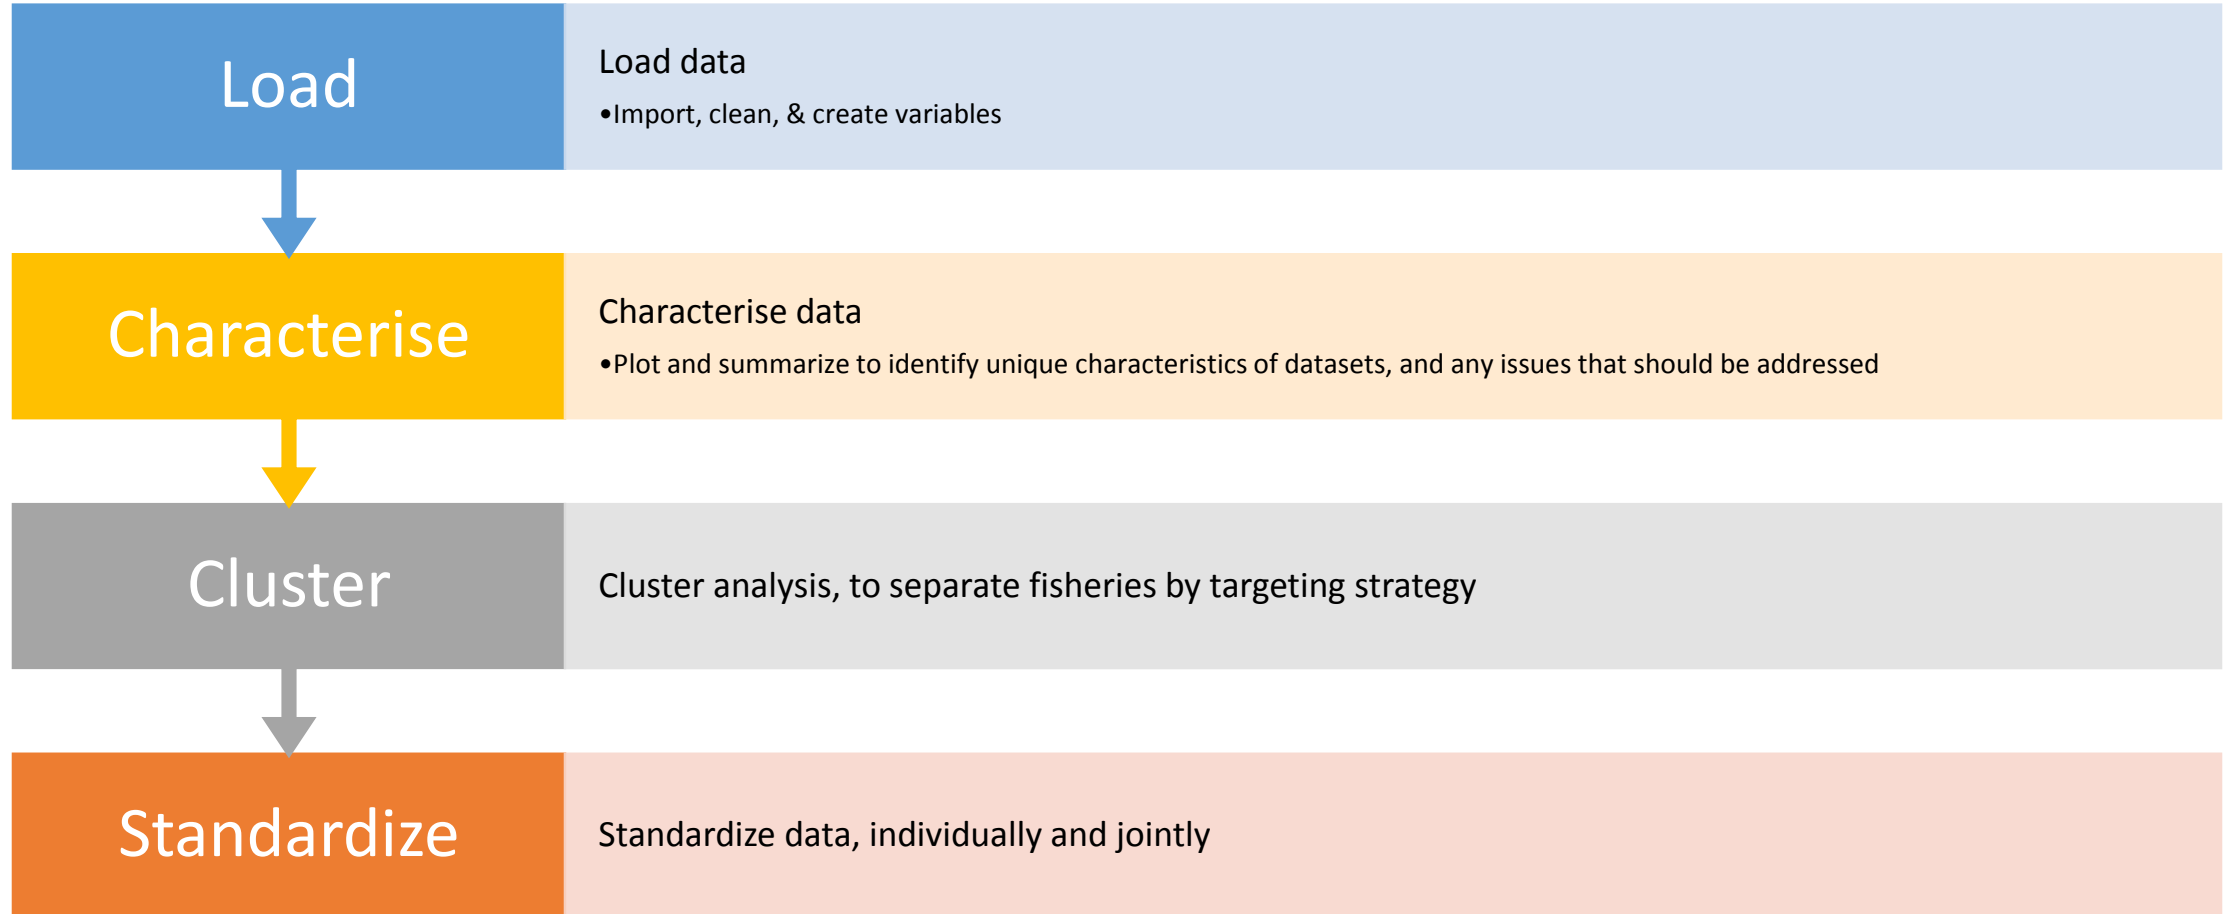 Load
Load data
•Import, clean, & create variables
Characterise
Characterise data
•Plot and summarize to identify unique characteristics of datasets, and any issues that should be addressed
Cluster
Cluster analysis, to separate fisheries by targeting strategy
Standardize
Standardize data, individually and jointly